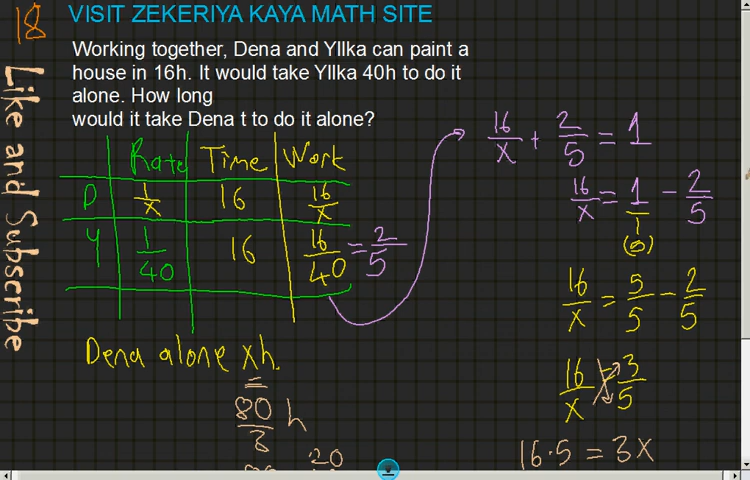 18
VISIT ZEKERIYA KAYA MATH SITE
Working together, Dena and Yllka can paint a
house in 16h. It would take Yllka 40h to do it
alone. How long
would it take Dena t to do it alone?
Like and Subscribe
Rate Time Work
D 1/x 16 16/x
Y 1/40 16 16/40 = 2/5
Dena alone xh.
=
80/3 h
20
16/x + 2/5 = 1
16/x = 1 - 2/5
1 (5)
16/x = 5/5 - 2/5
16/x = 3/5
16·5 = 3x